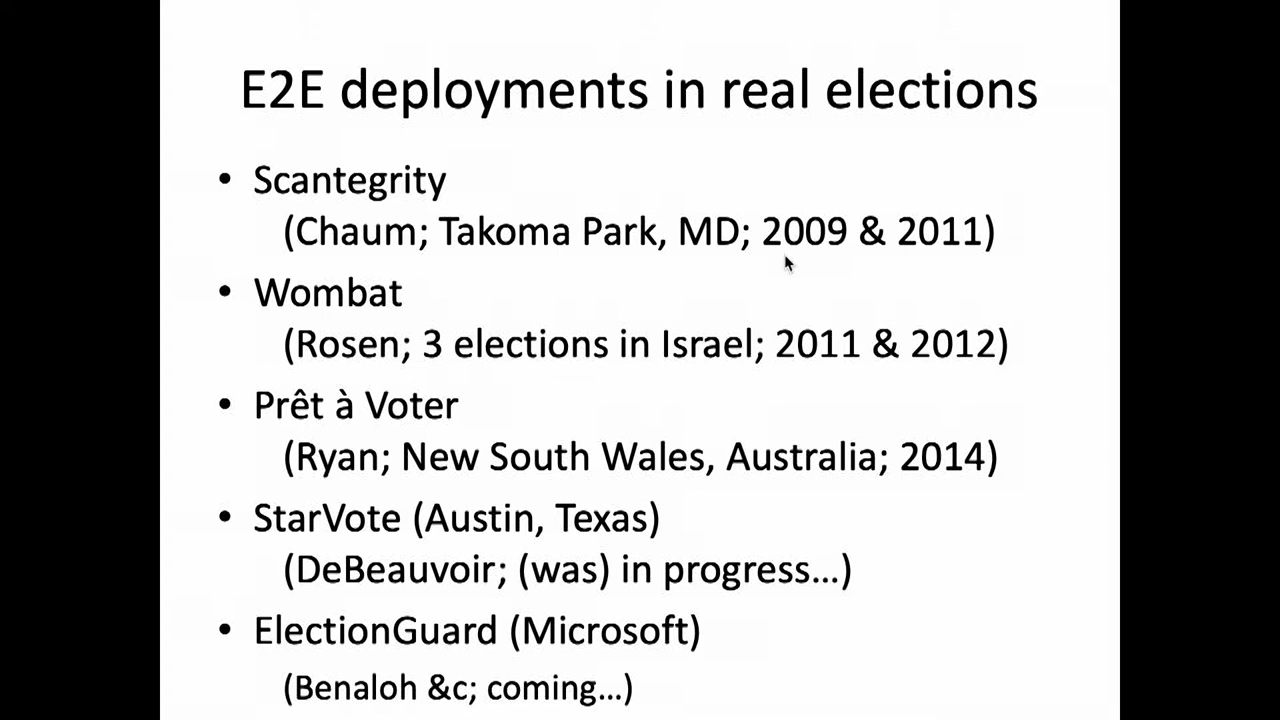 E2E deployments in real elections
• Scantegrity
(Chaum; Takoma Park, MD; 2009 & 2011)
• Wombat
(Rosen; 3 elections in Israel; 2011 & 2012)
• Prêt à Voter
(Ryan; New South Wales, Australia; 2014)
• StarVote (Austin, Texas)
(DeBeauvoir; (was) in progress…)
• ElectionGuard (Microsoft)
(Benaloh &c; coming…)